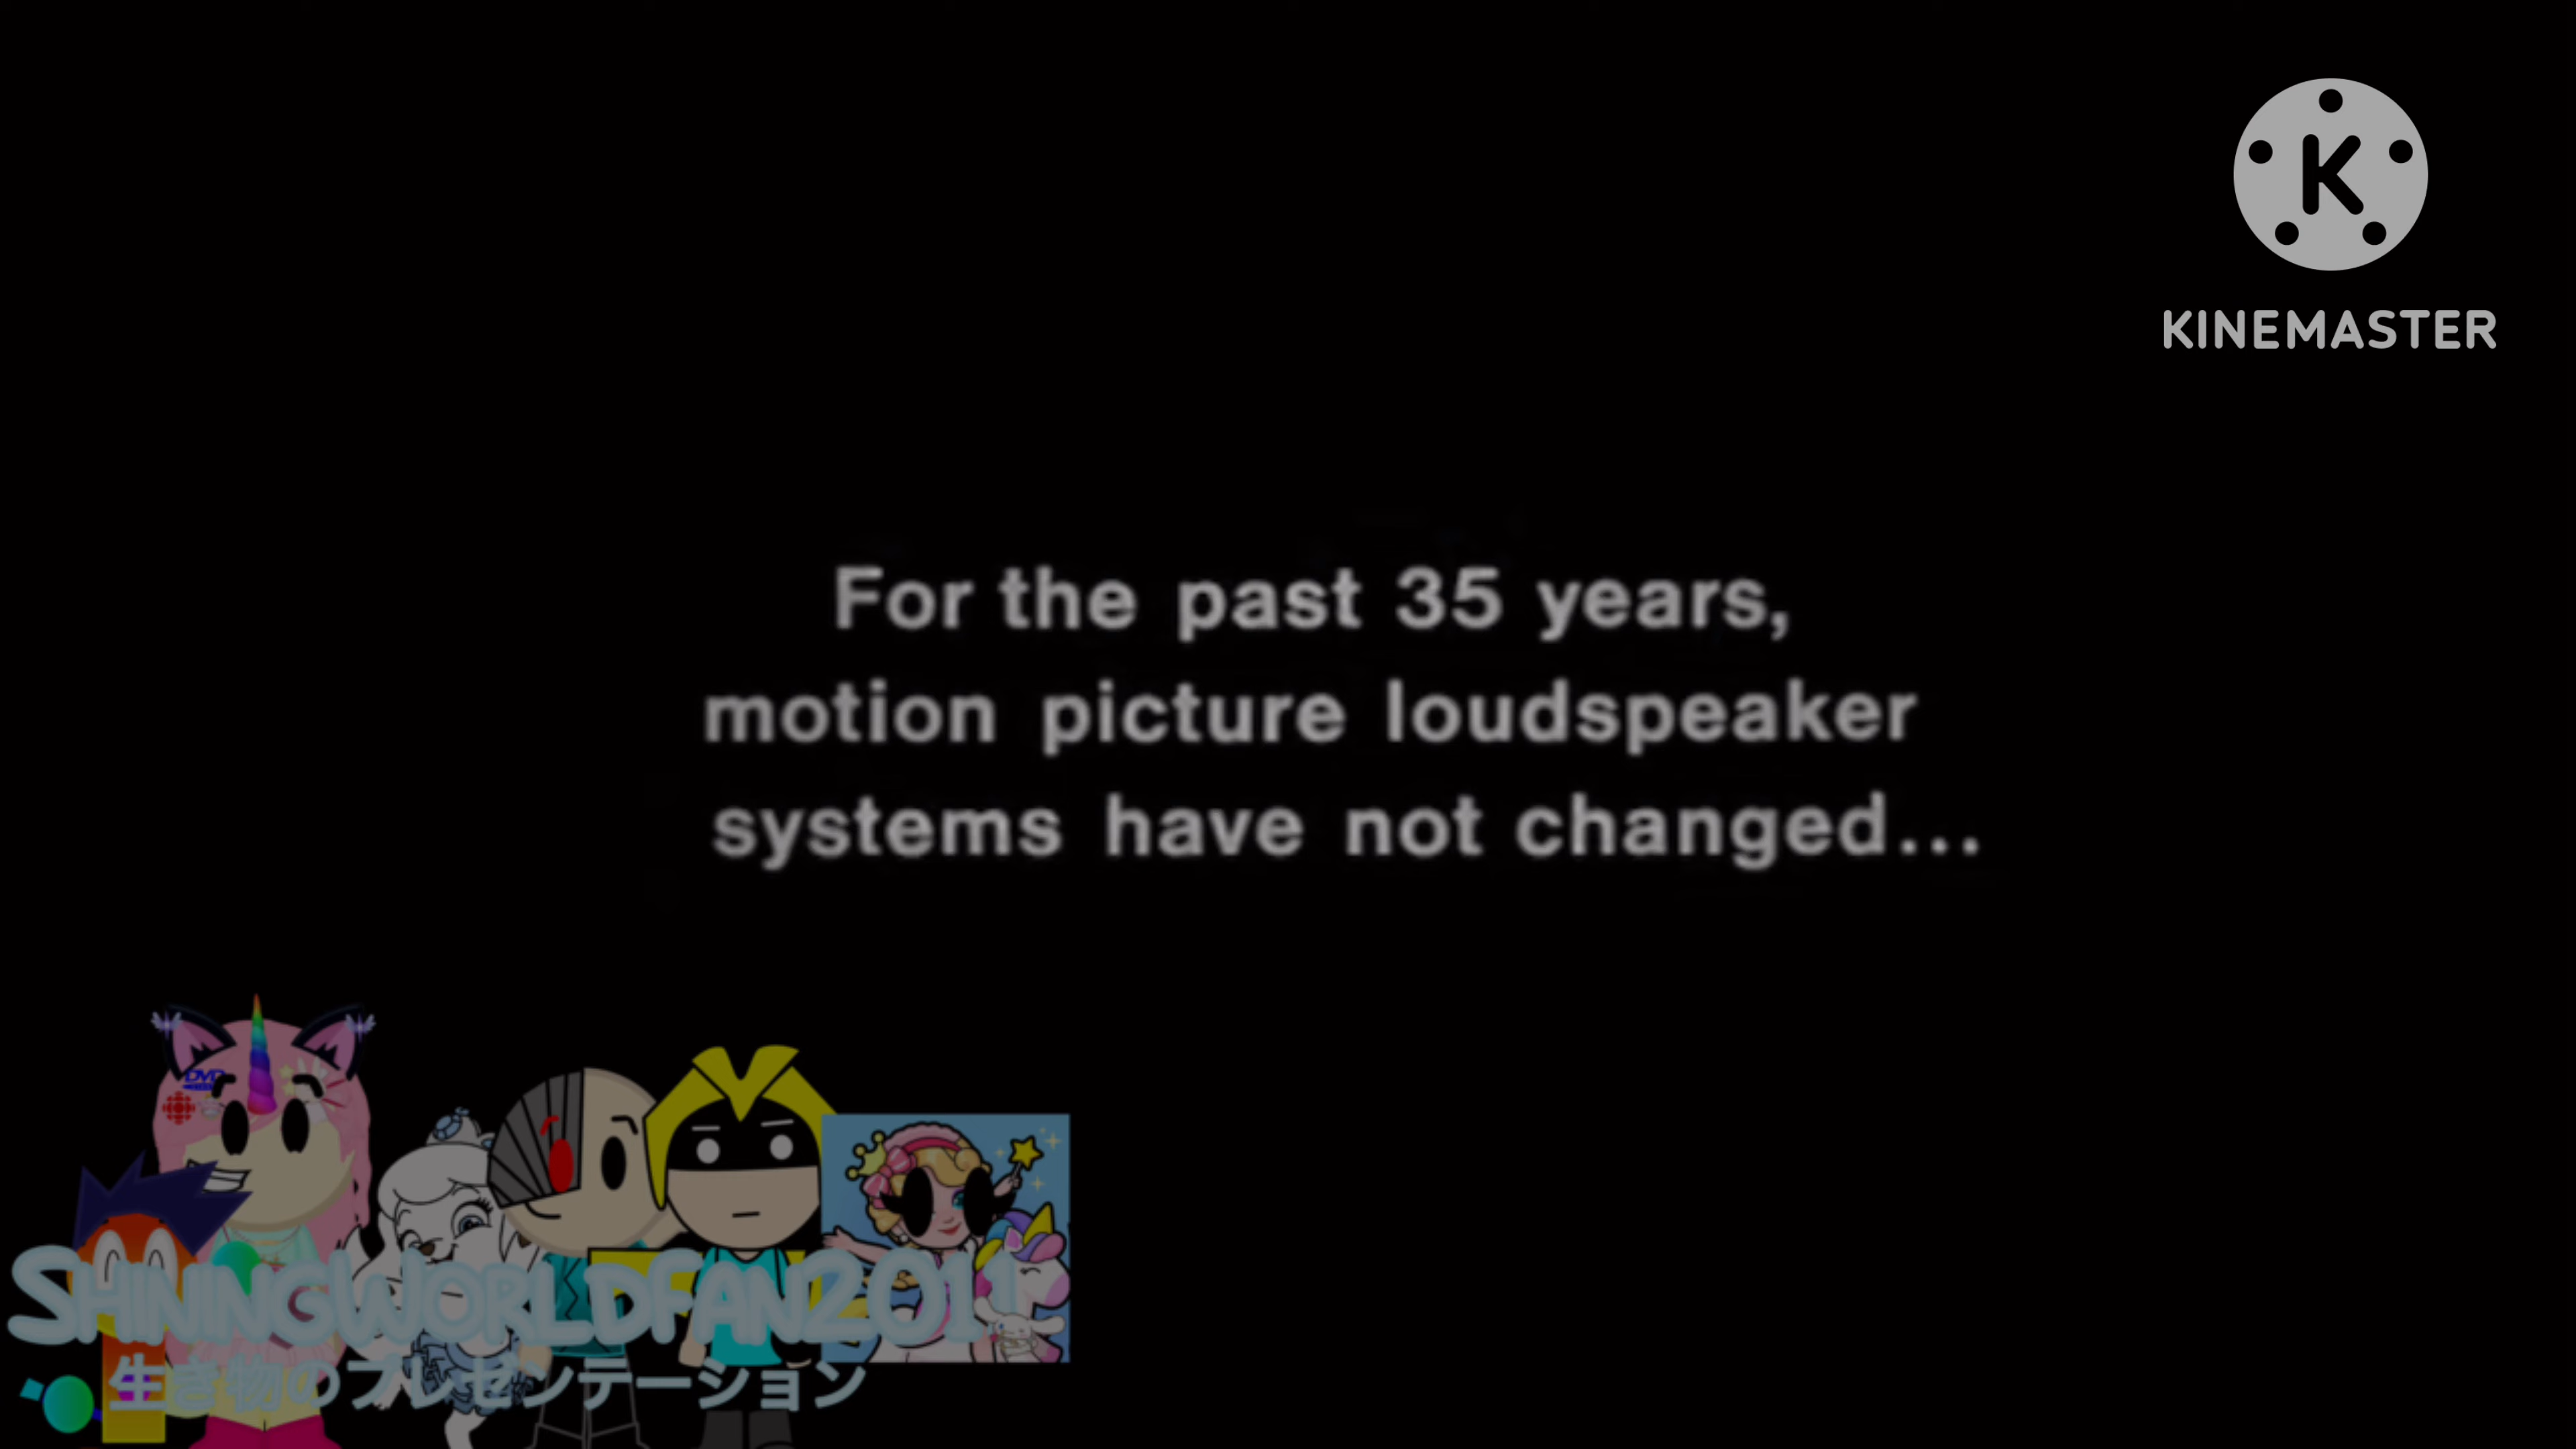 K
KINEMASTER
For the past 35 years,
motion picture loudspeaker
systems have not changed...
DVD
SHININGWORLDFAN2011
生き物のプレゼンテーション